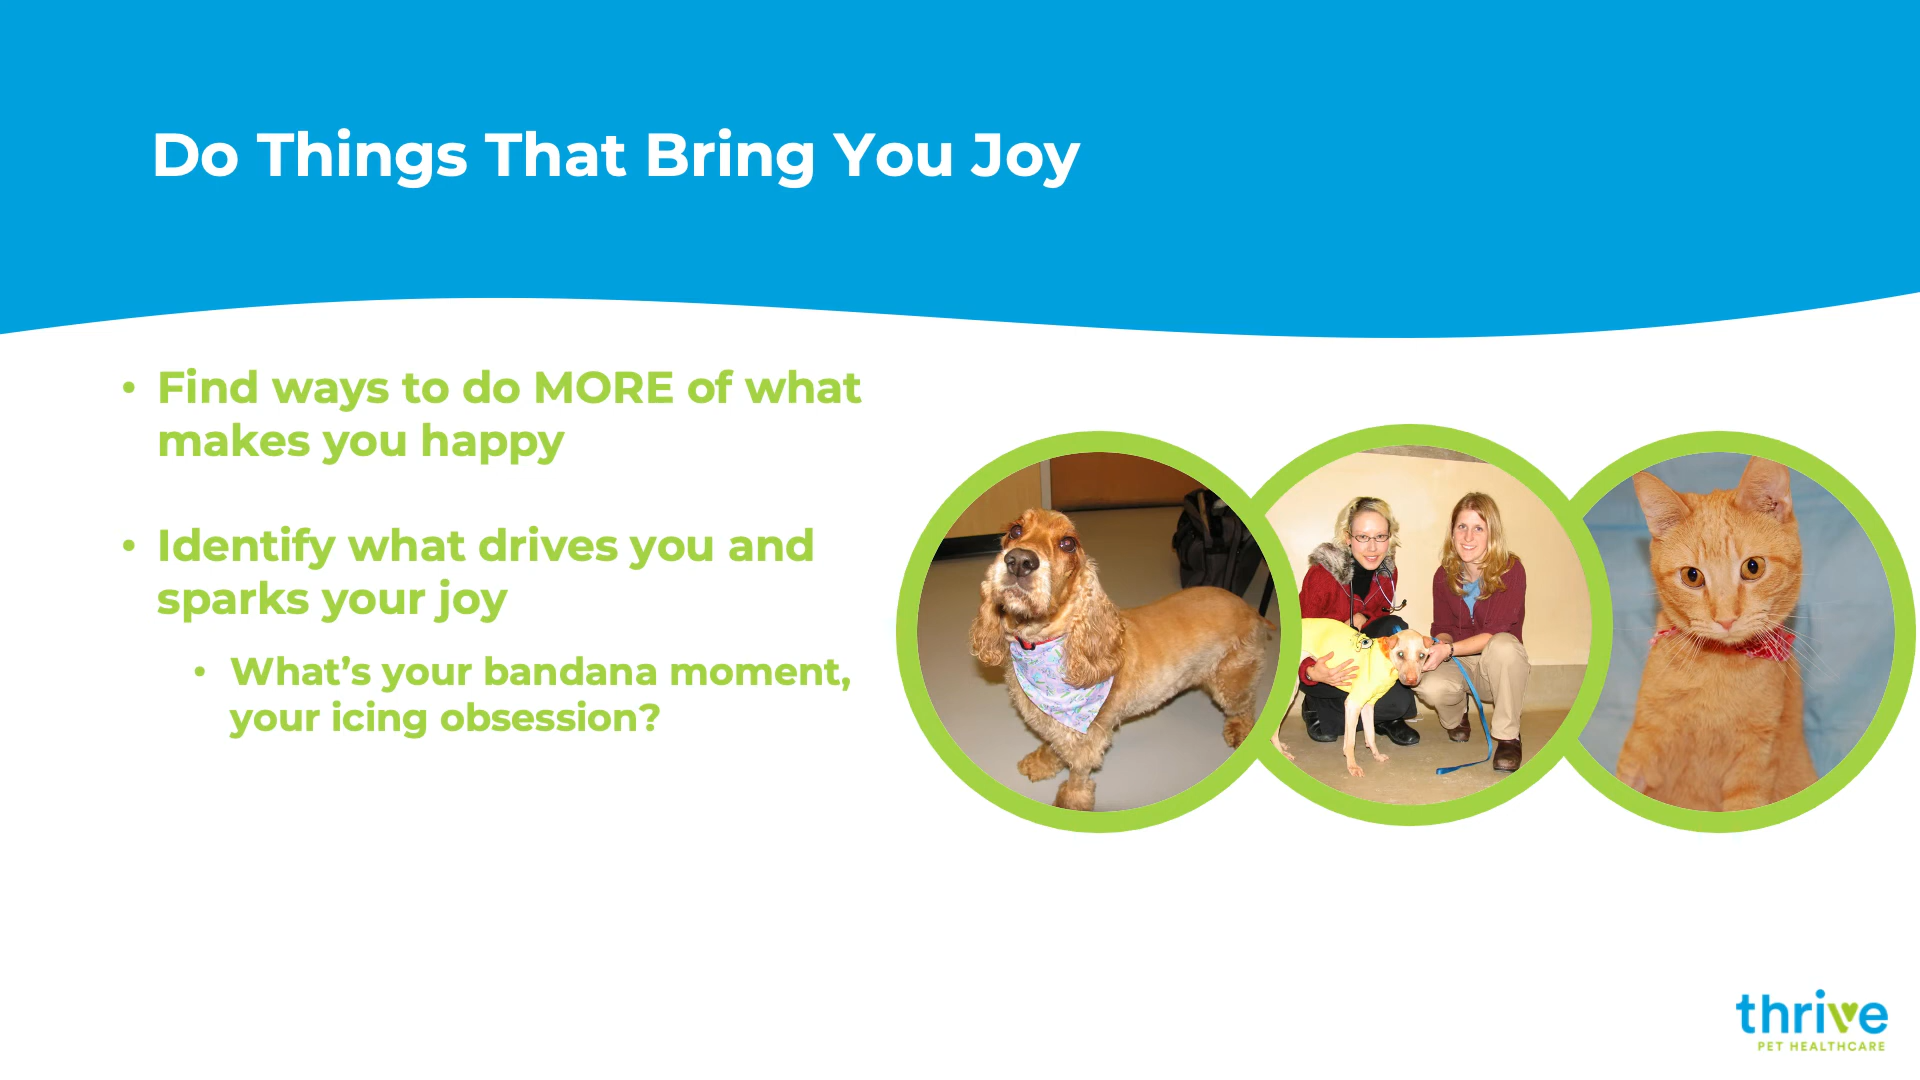 Do Things That Bring You Joy
• Find ways to do MORE of what
makes you happy
• Identify what drives you and
sparks your joy
• What’s your bandana moment,
your icing obsession?
thrive
PET HEALTHCARE